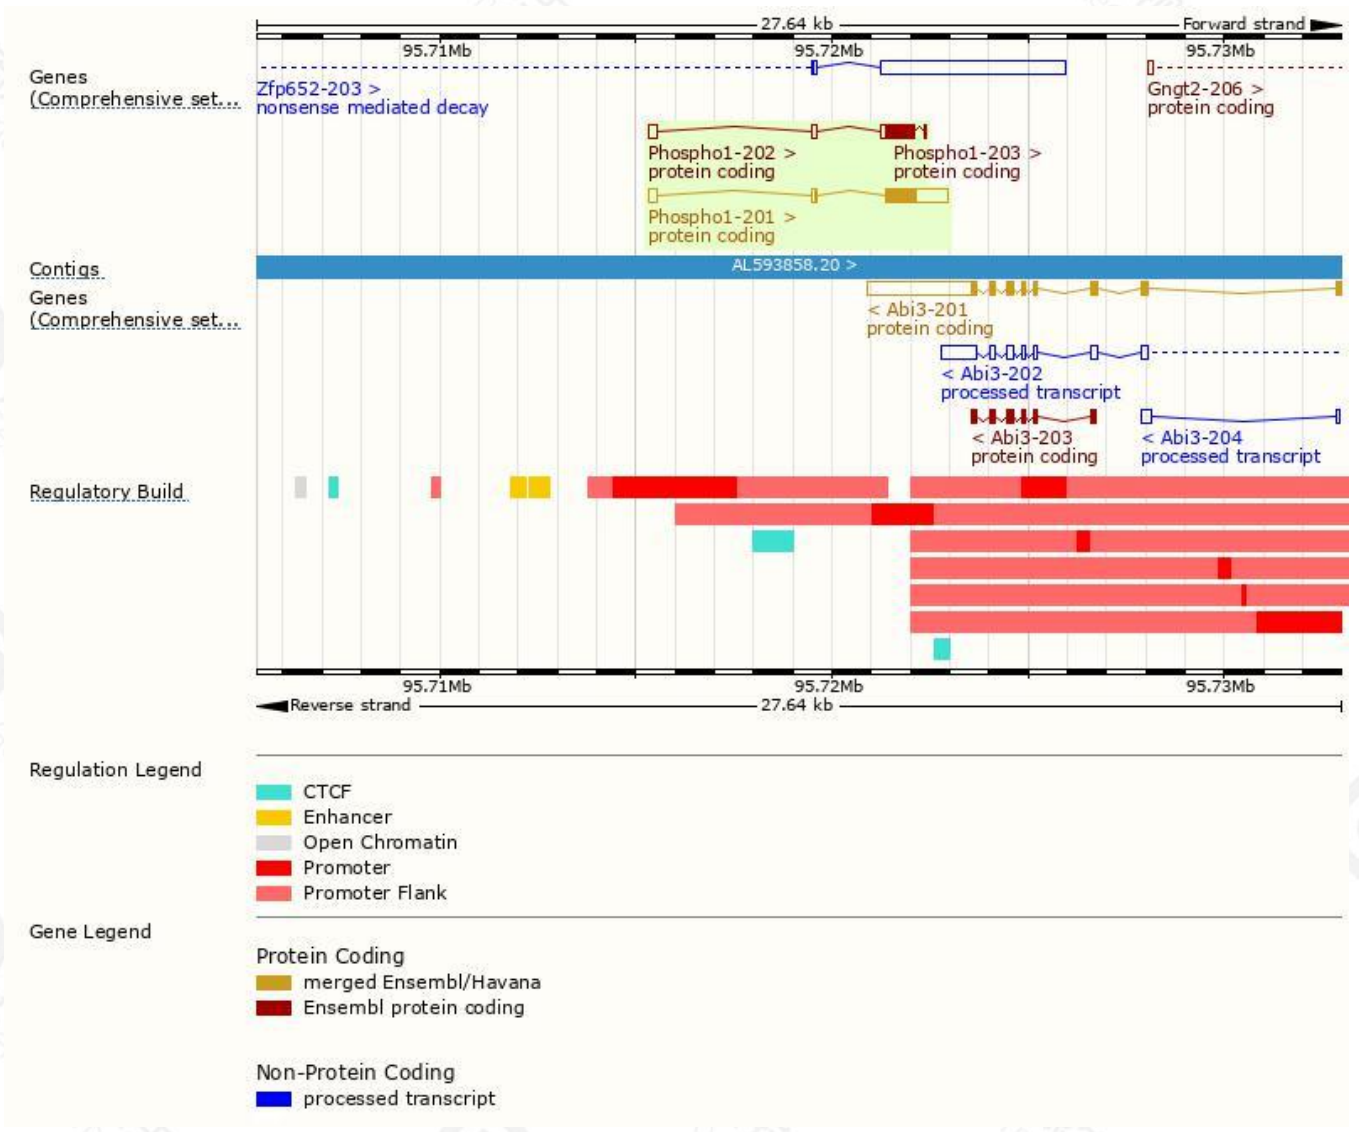 27.64 kb
Forward strand
95.71Mb 95.72Mb 95.73Mb
Genes
(Comprehensive set...
Zfp652-203 >
nonsense mediated decay
Gngt2-206 >
protein coding
Phospho1-202 >
protein coding
Phospho1-203 >
protein coding
Phospho1-201 >
protein coding
Contigs
AL593858.20 >
Genes
(Comprehensive set...
< Abi3-201
protein coding
< Abi3-202
processed transcript
< Abi3-203
protein coding
< Abi3-204
processed transcript
Regulatory Build
95.71Mb 95.72Mb 95.73Mb
Reverse strand
27.64 kb
Regulation Legend
CTCF
Enhancer
Open Chromatin
Promoter
Promoter Flank
Gene Legend
Protein Coding
merged Ensembl/Havana
Ensembl protein coding
Non-Protein Coding
processed transcript